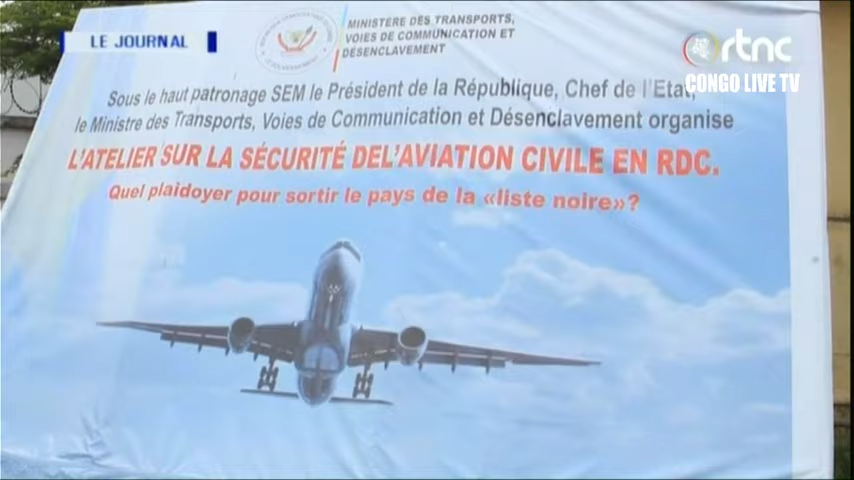 LE JOURNAL
MINISTERE DES TRANSPORTS,
VOIES DE COMMUNICATION ET
DÉSENCLAVEMENT
rtnc
CONGO LIVE TV
Sous le haut patronage SEM le Président de la République, Chef de l'Etat,
le Ministre des Transports, Voies de Communication et Désenclavement organise
L'ATELIER SUR LA SÉCURITÉ DEL'AVIATION CIVILE EN RDC.
Quel plaidoyer pour sortir le pays de la «liste noire»?